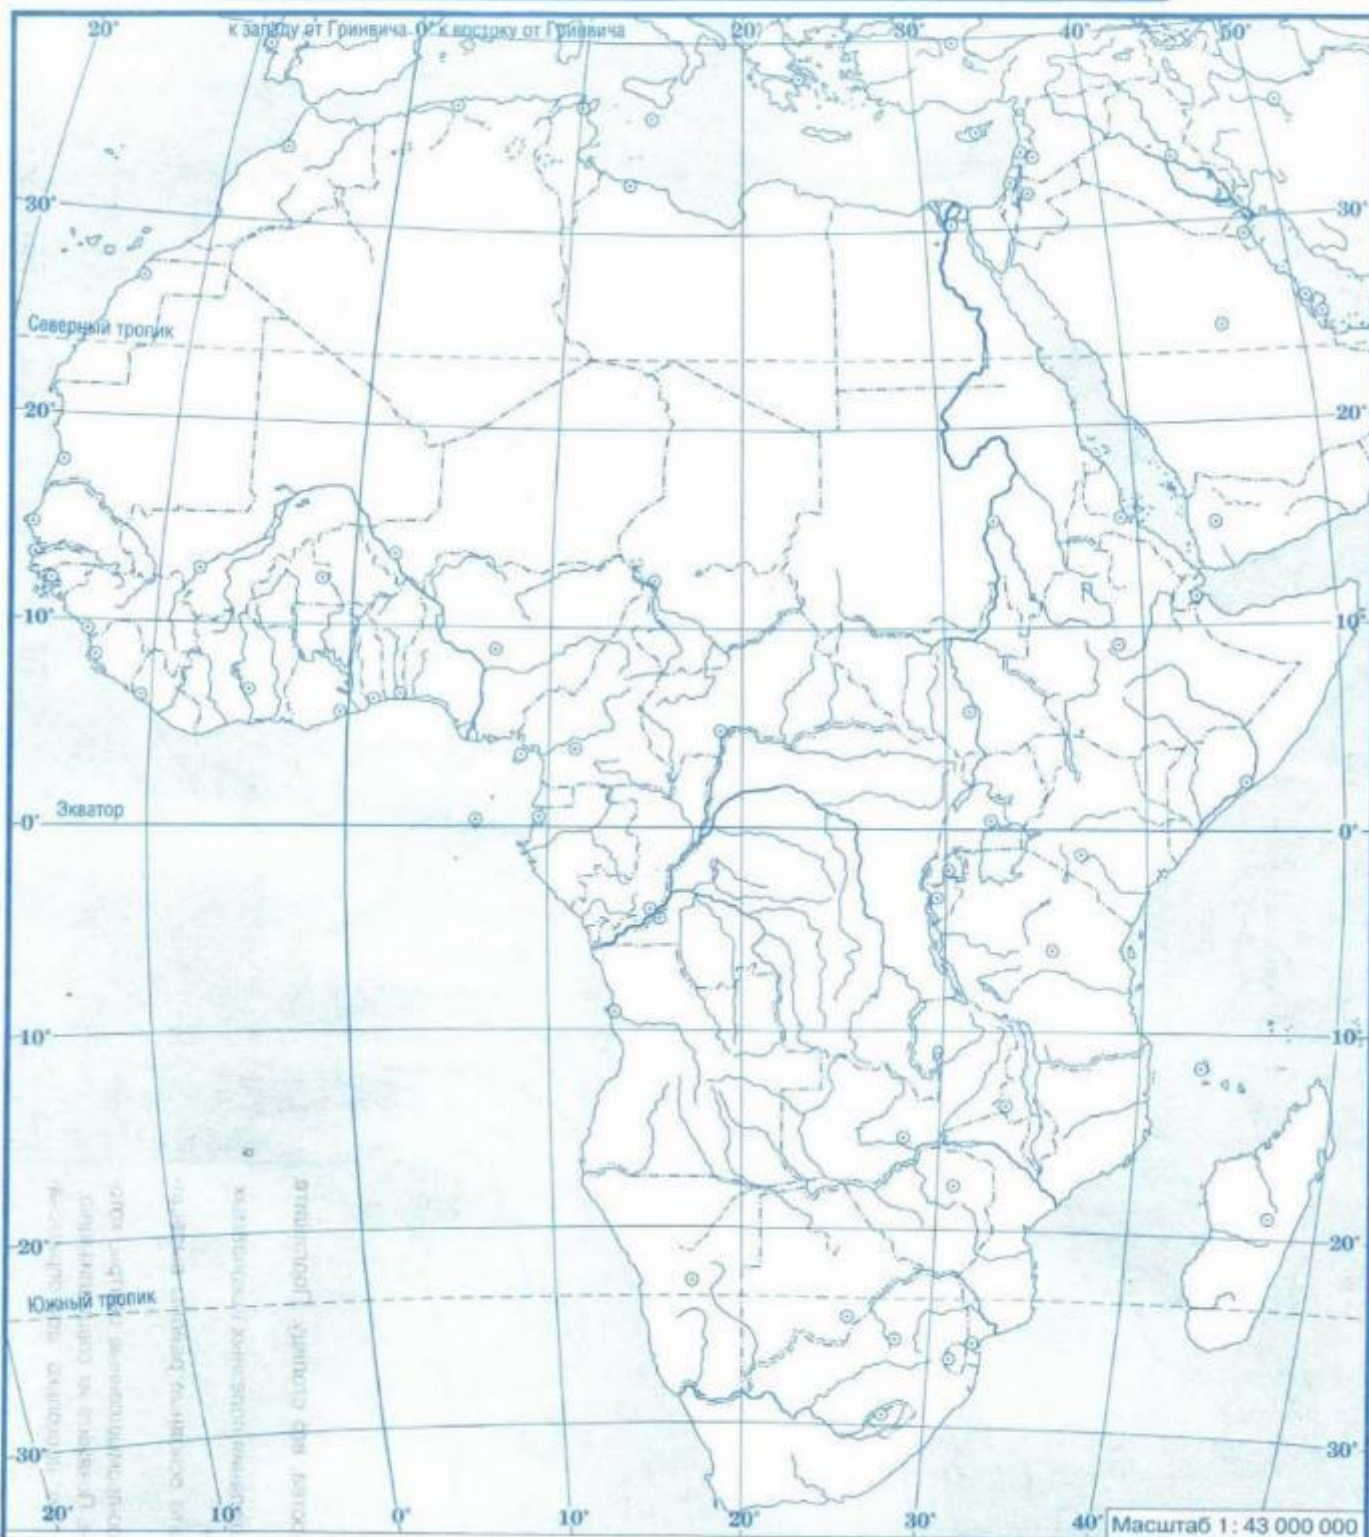 20° к западу от Гринвича 0° к востоку от Гринвича 20° 30° 40° 50°
30° 30°
Северный тропик
20° 20°
10° 10°
0° Экватор 0°
10° 10°
20° 20°
Южный тропик
30° 30°
20° 10° 0° 10° 20° 30° 40°
Масштаб 1: 43 000 000